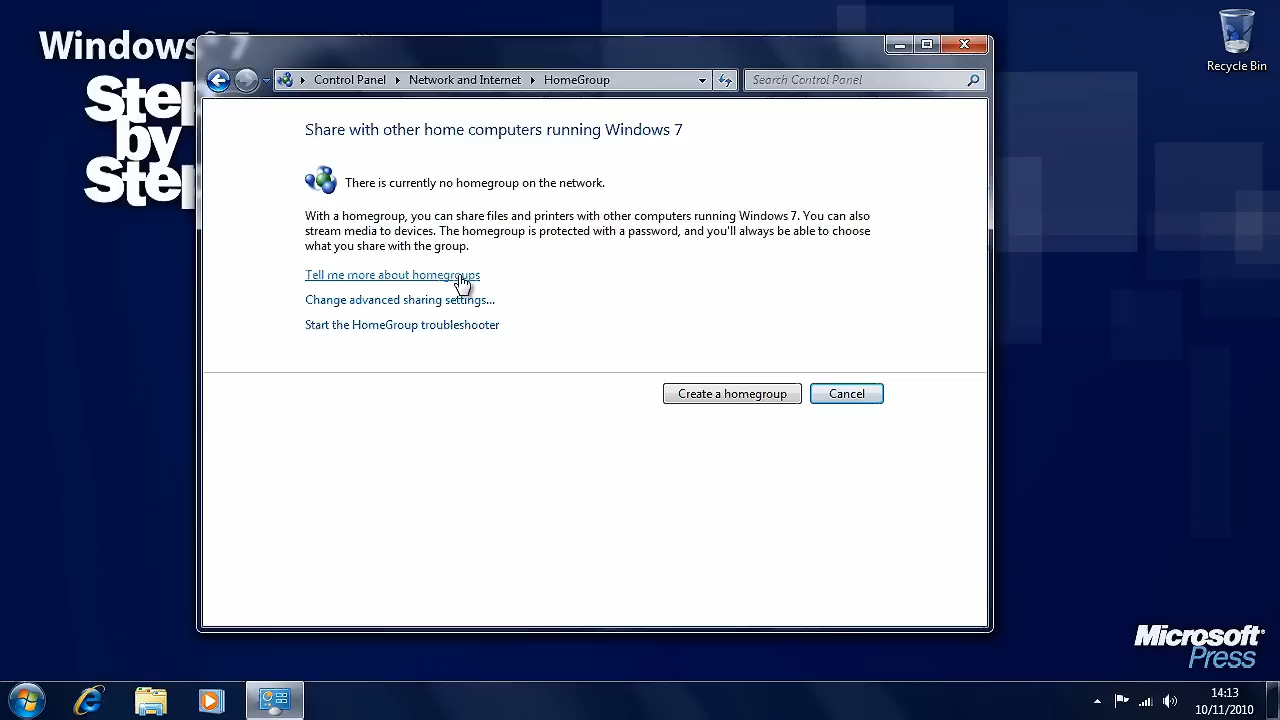 Windows 7
Step
by
Step
Recycle Bin
Control Panel
Network and Internet
HomeGroup
Search Control Panel
Share with other home computers running Windows 7
There is currently no homegroup on the network.
With a homegroup, you can share files and printers with other computers running Windows 7. You can also
stream media to devices. The homegroup is protected with a password, and you'll always be able to choose
what you share with the group.
Tell me more about homegroups
Change advanced sharing settings...
Start the HomeGroup troubleshooter
Create a homegroup
Cancel
Microsoft
Press
14:13
10/11/2010